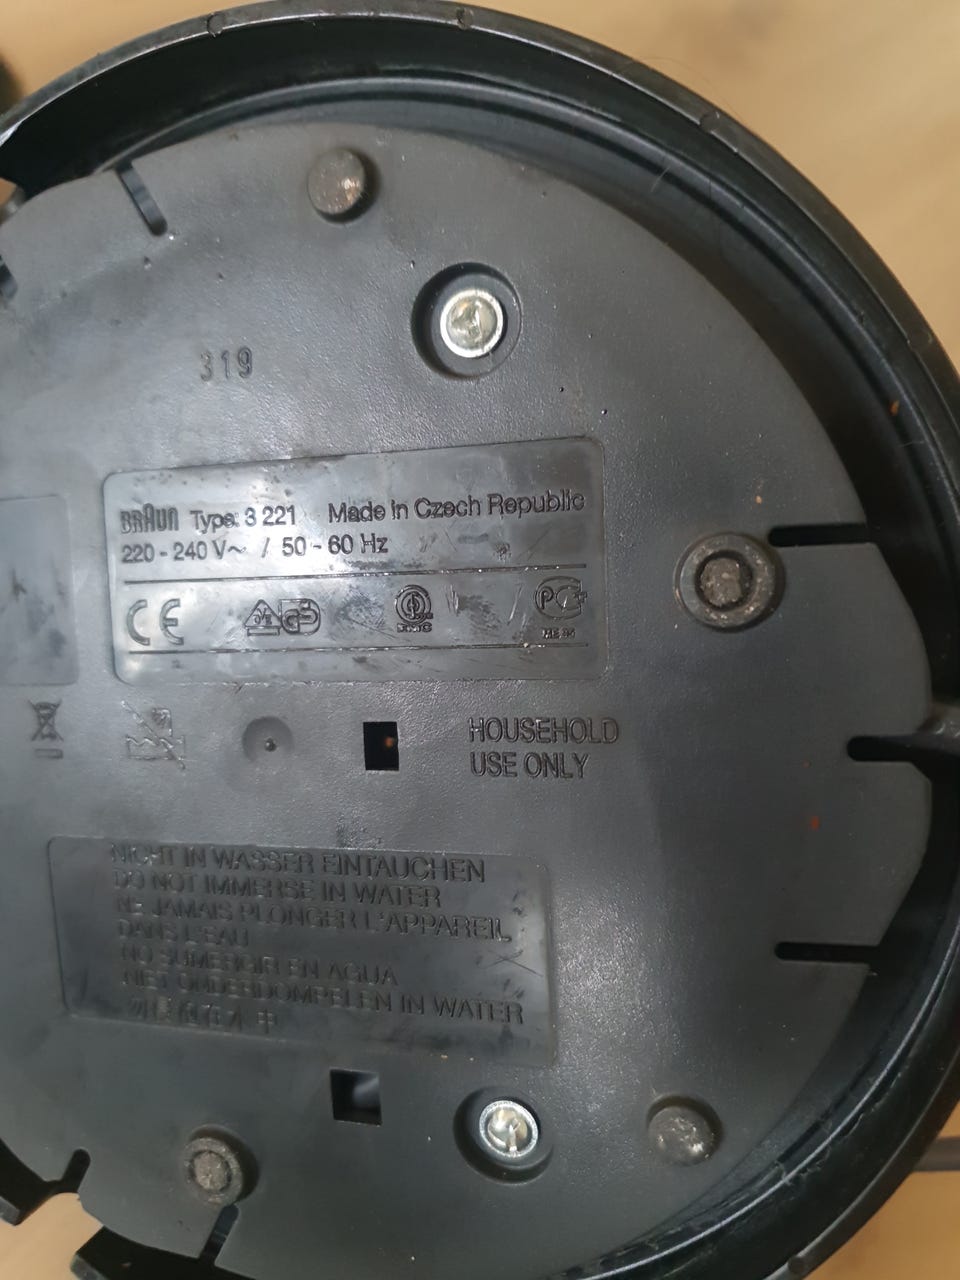 319
BRAUN Type: 3 221 Made in Czech Republic
220 - 240 V~ / 50 - 60 Hz
CE GS PC
HOUSEHOLD
USE ONLY
NICHT IN WASSER EINTAUCHEN
DO NOT IMMERSE IN WATER
NE JAMAIS PLONGER L'APPAREIL
DANS L'EAU
NO SUMERGIR EN AGUA
NIET ONDERDOMPELEN IN WATER